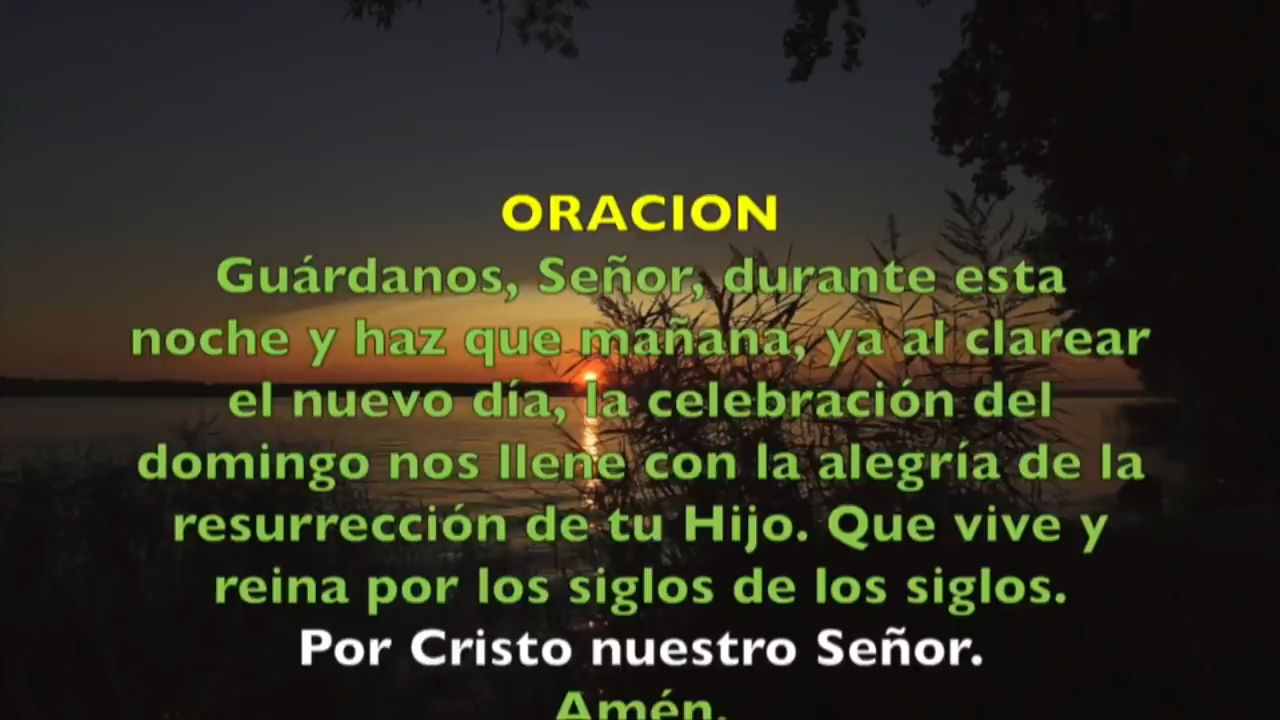 ORACION
Guárdanos, Señor, durante esta
noche y haz que mañana, ya al clarear
el nuevo día, la celebración del
domingo nos llene con la alegría de la
resurrección de tu Hijo. Que vive y
reina por los siglos de los siglos.
Por Cristo nuestro Señor.
Amén.